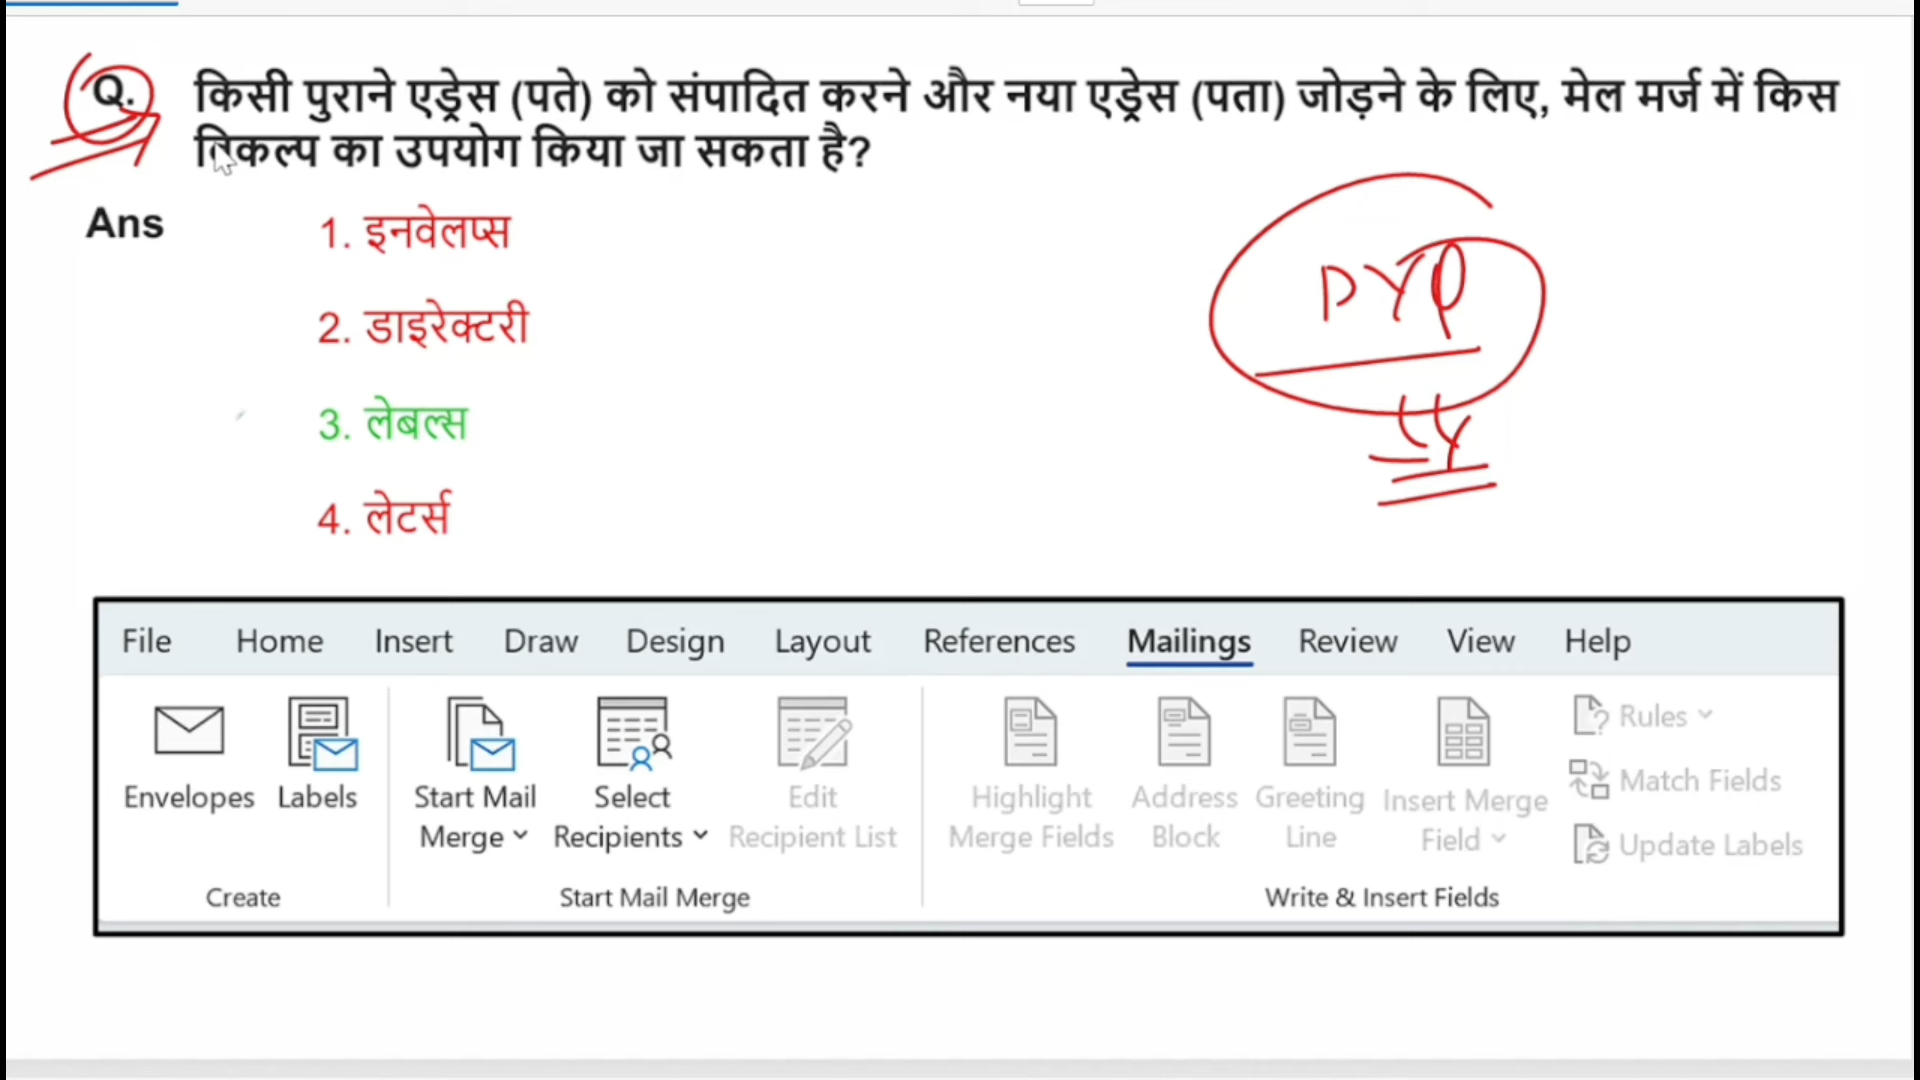 Q. किसी पुराने एड्रेस (पते) को संपादित करने और नया एड्रेस (पता) जोड़ने के लिए, मेल मर्ज में किस
विकल्प का उपयोग किया जा सकता है?
Ans
1. इनवेलप्स
2. डाइरेक्टरी
3. लेबल्स
4. लेटर्स
PYQ
File Home Insert Draw Design Layout References Mailings Review View Help
Envelopes Labels Start Mail Merge Select Recipients Edit Recipient List Highlight Merge Fields Address Block Greeting Line Insert Merge Field Rules
Match Fields
Update Labels
Create Start Mail Merge Write & Insert Fields